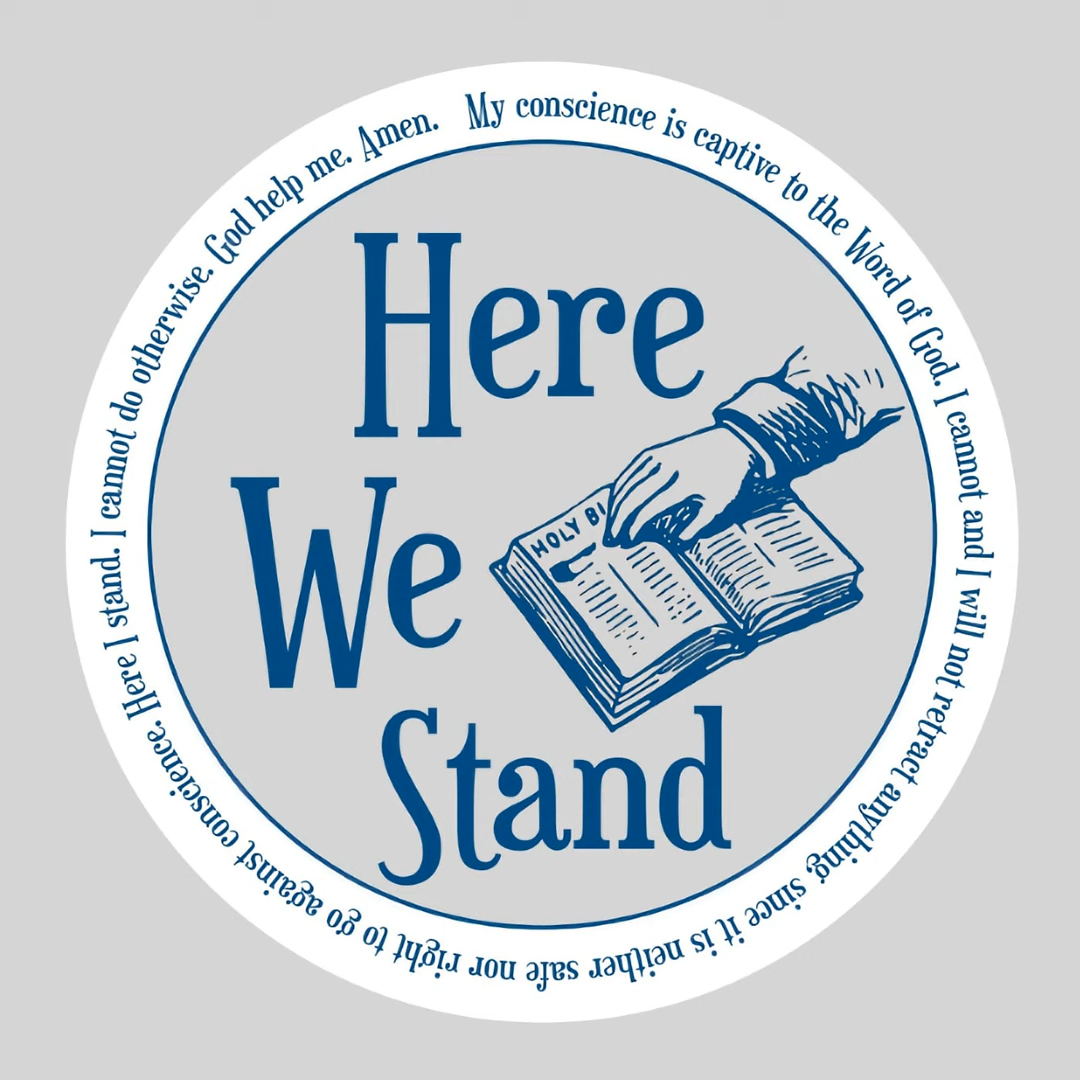 My conscience is captive to the Word of God. I cannot and I will not retract anything, since it is neither safe nor right to go against conscience. Here I stand. I cannot do otherwise. God help me. Amen.
Here
We
Stand
HOLY BI